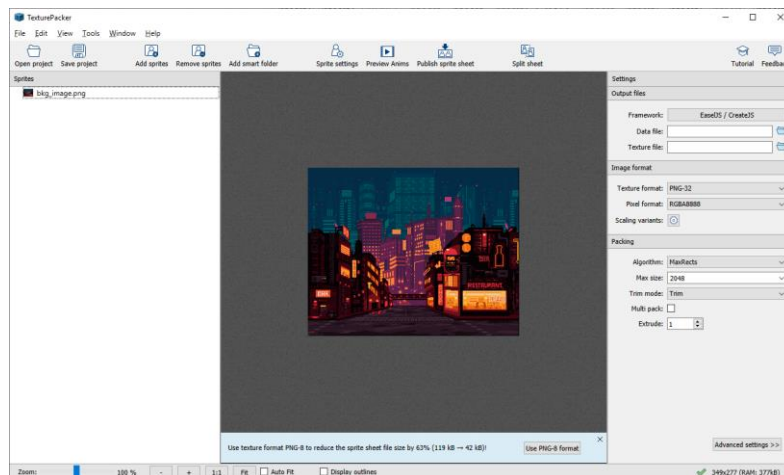 TexturePacker
File Edit View Tools Window Help
Open project Save project Add sprites Remove sprites Add smart folder Sprite settings Preview Anims Publish sprite sheet Split sheet Tutorial Feedba
Sprites
bkg_image.png
Settings
Output files
Framework: EaselJS / CreateJS
Data file:
Texture file:
Image format
Texture format: PNG-32
Pixel format: RGBA8888
Scaling variants:
Packing
Algorithm: MaxRects
Max size: 2048
Trim mode: Trim
Multi pack:
Extrude: 1
Use texture format PNG-8 to reduce the sprite sheet file size by 63% (119 kB → 42 kB)! Use PNG-8 format
Advanced settings >>
Zoom: 100 % - + 1:1 Fit Auto Fit Display outlines 349x277 (RAM: 377kB)